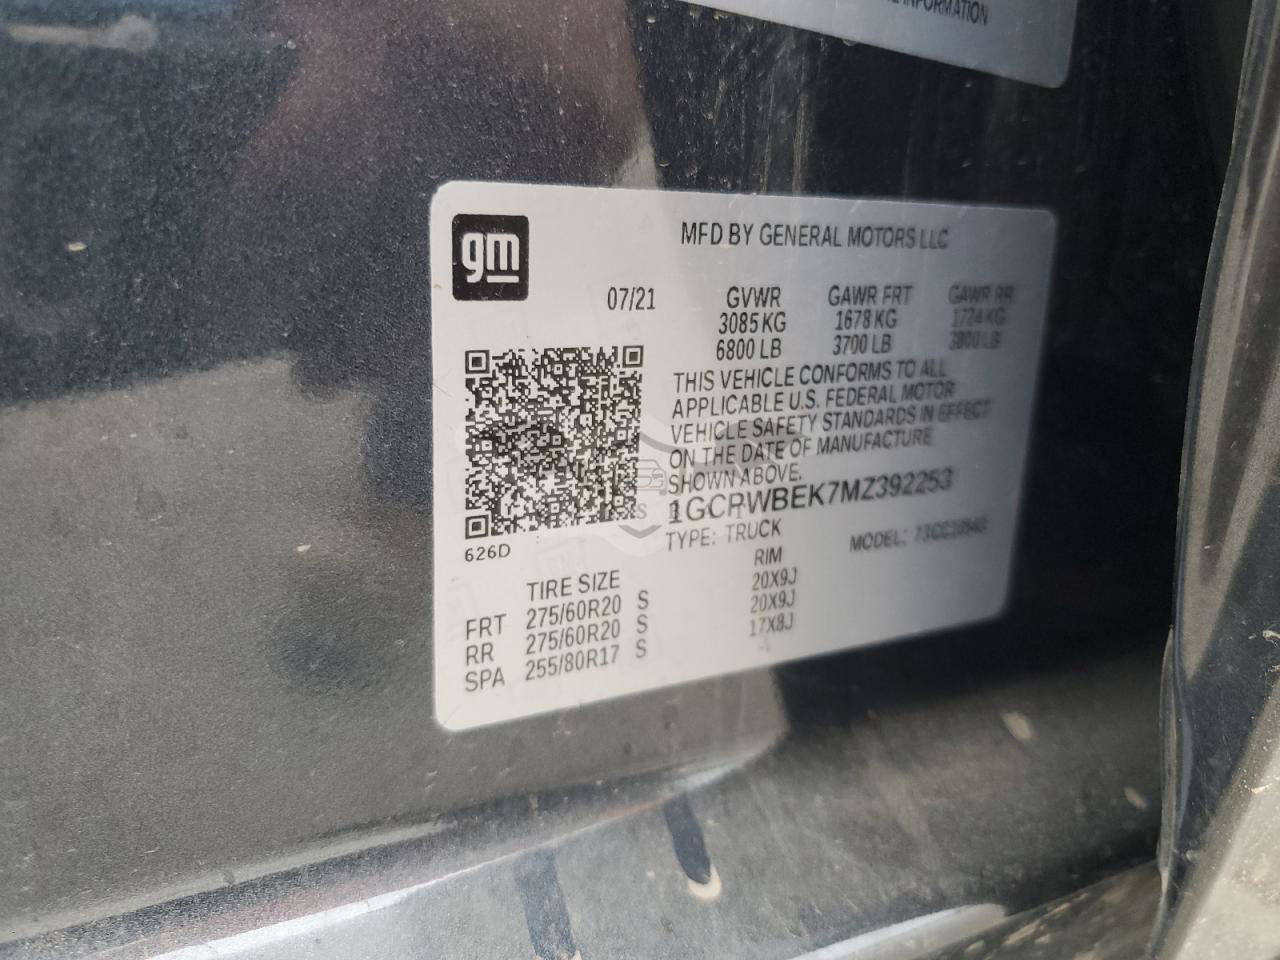 INFORMATION
gm
MFD BY GENERAL MOTORS LLC
07/21 GVWR GAWR FRT GAWR RR
3085 KG 1678 KG 1724 KG
6800 LB 3700 LB 3800 LB
THIS VEHICLE CONFORMS TO ALL
APPLICABLE U.S. FEDERAL MOTOR
VEHICLE SAFETY STANDARDS IN EFFECT
ON THE DATE OF MANUFACTURE
SHOWN ABOVE.
1GCPWBEK7MZ392253
626D
TYPE: TRUCK MODEL:
TIRE SIZE RIM
FRT 275/60R20 S 20X9J
RR 275/60R20 S 20X9J
SPA 255/80R17 S 17X8J